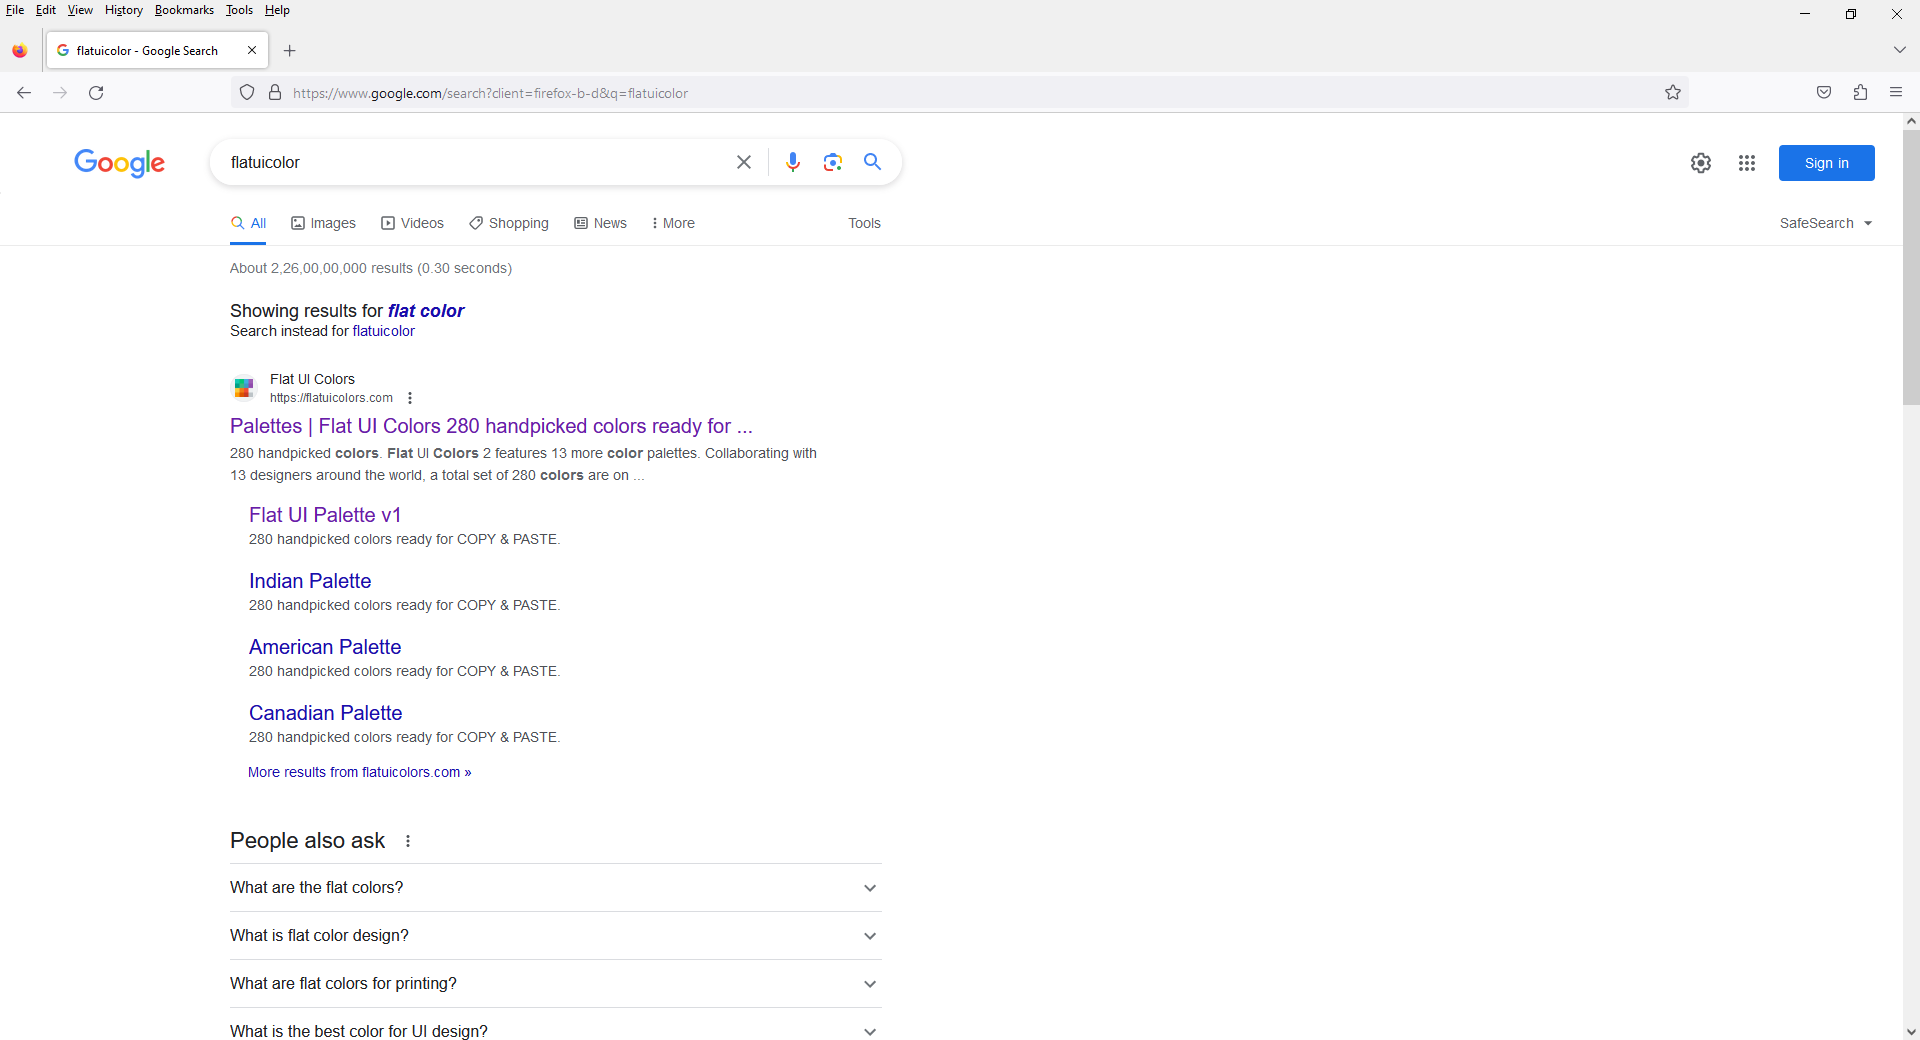 File Edit View History Bookmarks Tools Help
flatuicolor - Google Search
https://www.google.com/search?client=firefox-b-d&q=flatuicolor
Google
flatuicolor
Sign in
All Images Videos Shopping News More Tools SafeSearch
About 2,26,00,00,000 results (0.30 seconds)
Showing results for flat color
Search instead for flatuicolor
Flat UI Colors
https://flatuicolors.com
Palettes | Flat UI Colors 280 handpicked colors ready for ...
280 handpicked colors. Flat UI Colors 2 features 13 more color palettes. Collaborating with
13 designers around the world, a total set of 280 colors are on ...
Flat UI Palette v1
280 handpicked colors ready for COPY & PASTE.
Indian Palette
280 handpicked colors ready for COPY & PASTE.
American Palette
280 handpicked colors ready for COPY & PASTE.
Canadian Palette
280 handpicked colors ready for COPY & PASTE.
More results from flatuicolors.com »
People also ask
What are the flat colors?
What is flat color design?
What are flat colors for printing?
What is the best color for UI design?